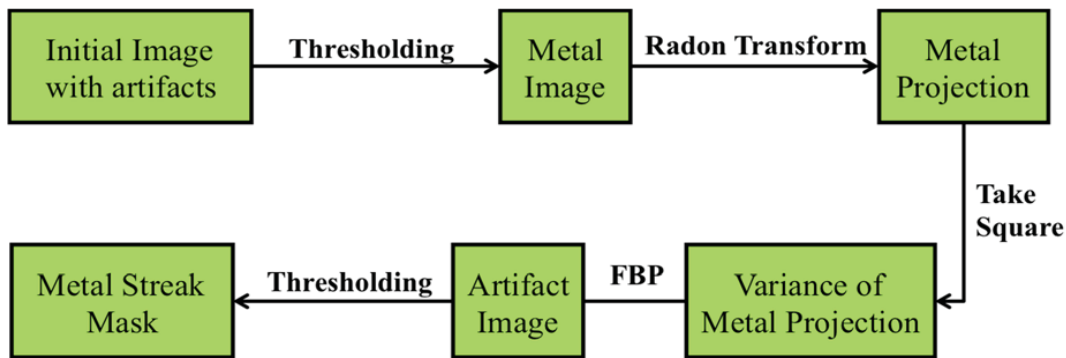 Initial Image
with artifacts
Thresholding
Metal
Image
Radon Transform
Metal
Projection
Take
Square
Variance of
Metal Projection
FBP
Artifact
Image
Thresholding
Metal Streak
Mask